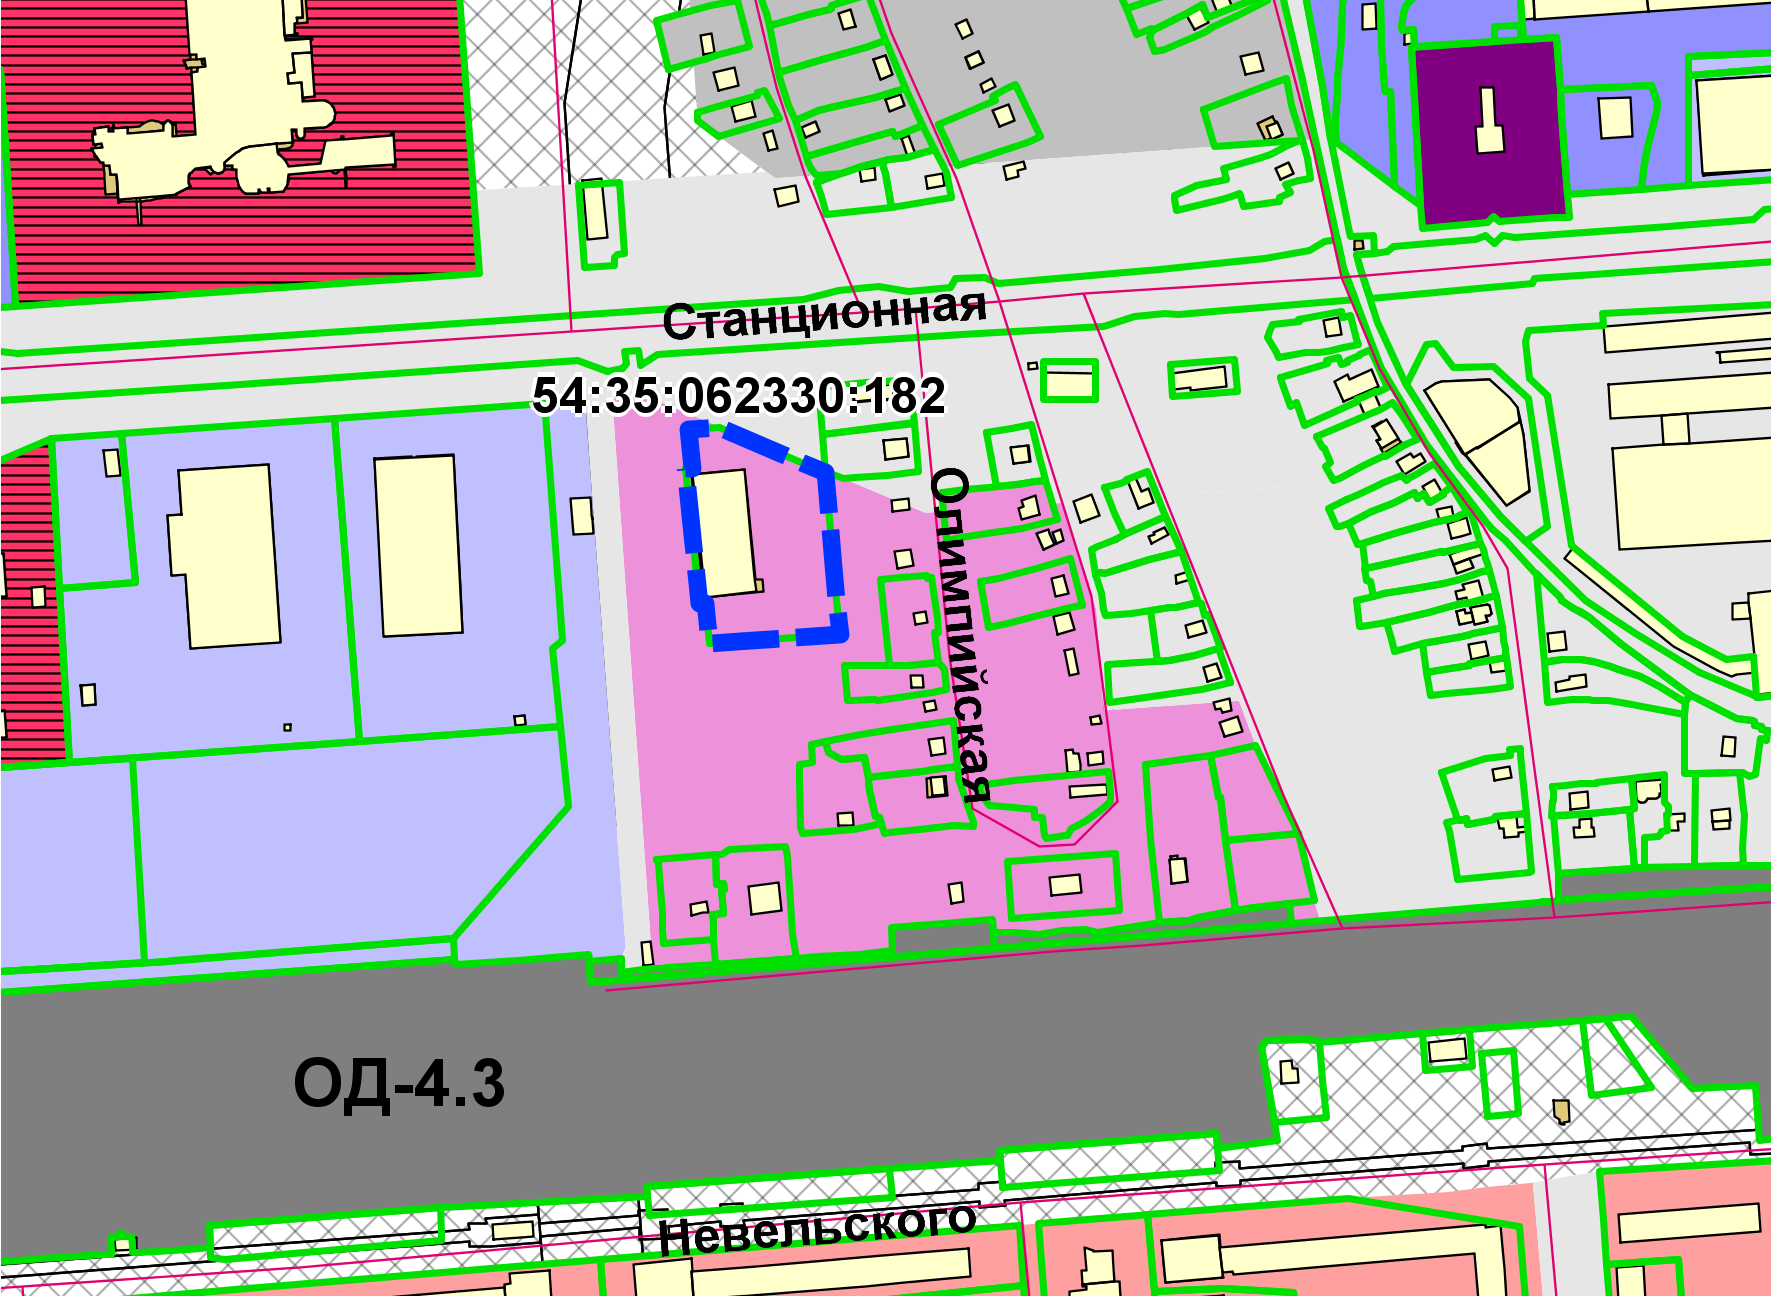 Станционная
54:35:062330:182
Олимпийская
ОД-4.3
Невельского